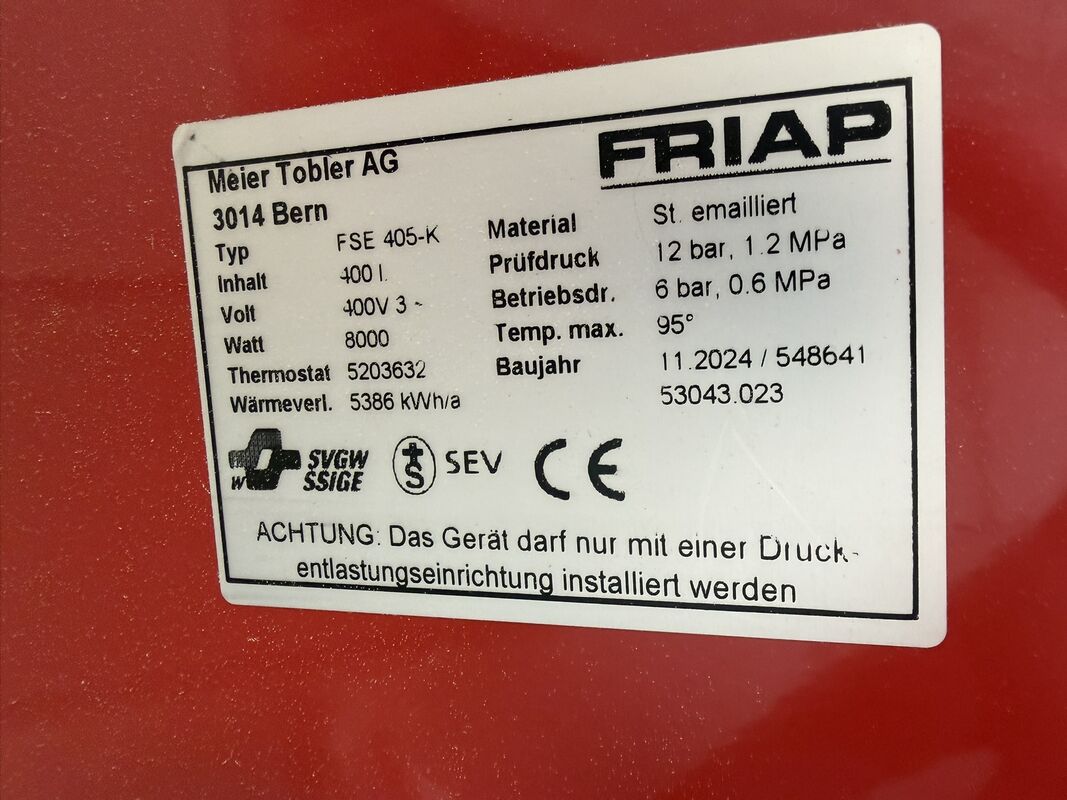 FRIAP
Meier Tobler AG
3014 Bern
Typ FSE 405-K
Inhalt 400 l.
Volt 400V 3 ~
Watt 8000
Thermostat 5203632
Wärmeverl. 5386 kWh/a
Material St. emailliert
Prüfdruck 12 bar, 1.2 MPa
Betriebsdr. 6 bar, 0.6 MPa
Temp. max. 95°
Baujahr 11.2024 / 548641
53043.023
W SVGW
SSIGE
S SEV
CE
ACHTUNG: Das Gerät darf nur mit einer Druck-
entlastungseinrichtung installiert werden